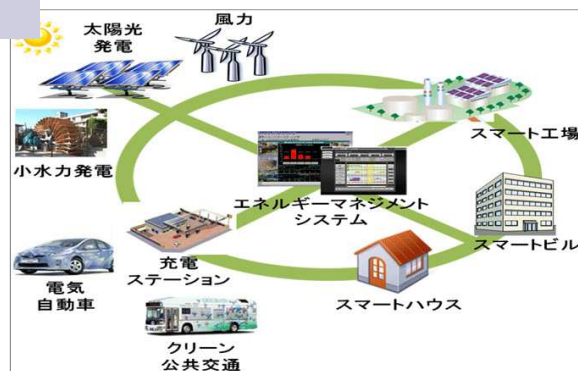 太陽光
発電
風力
スマート工場
小水力発電
エネルギーマネジメント
システム
スマートビル
充電
ステーション
電気
自動車
スマートハウス
クリーン
公共交通